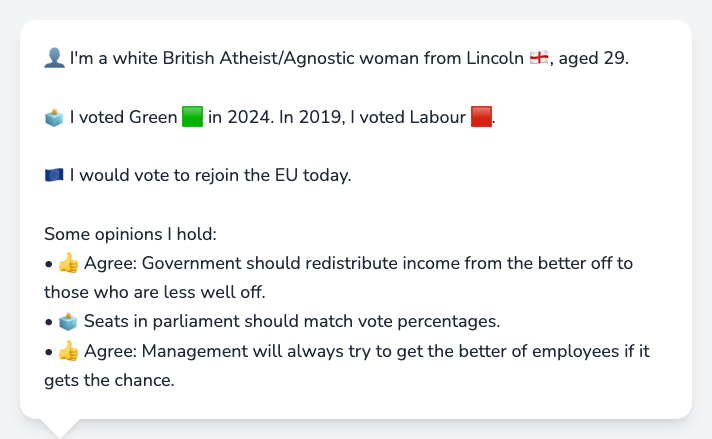 👤 I'm a white British Atheist/Agnostic woman from Lincoln 🏴󠁧󠁢󠁥󠁮󠁧󠁿, aged 29.
🗳️ I voted Green 🟩 in 2024. In 2019, I voted Labour 🟥.
🇪🇺 I would vote to rejoin the EU today.
Some opinions I hold:
• 👍 Agree: Government should redistribute income from the better off to
those who are less well off.
• 🗳️ Seats in parliament should match vote percentages.
• 👍 Agree: Management will always try to get the better of employees if it
gets the chance.